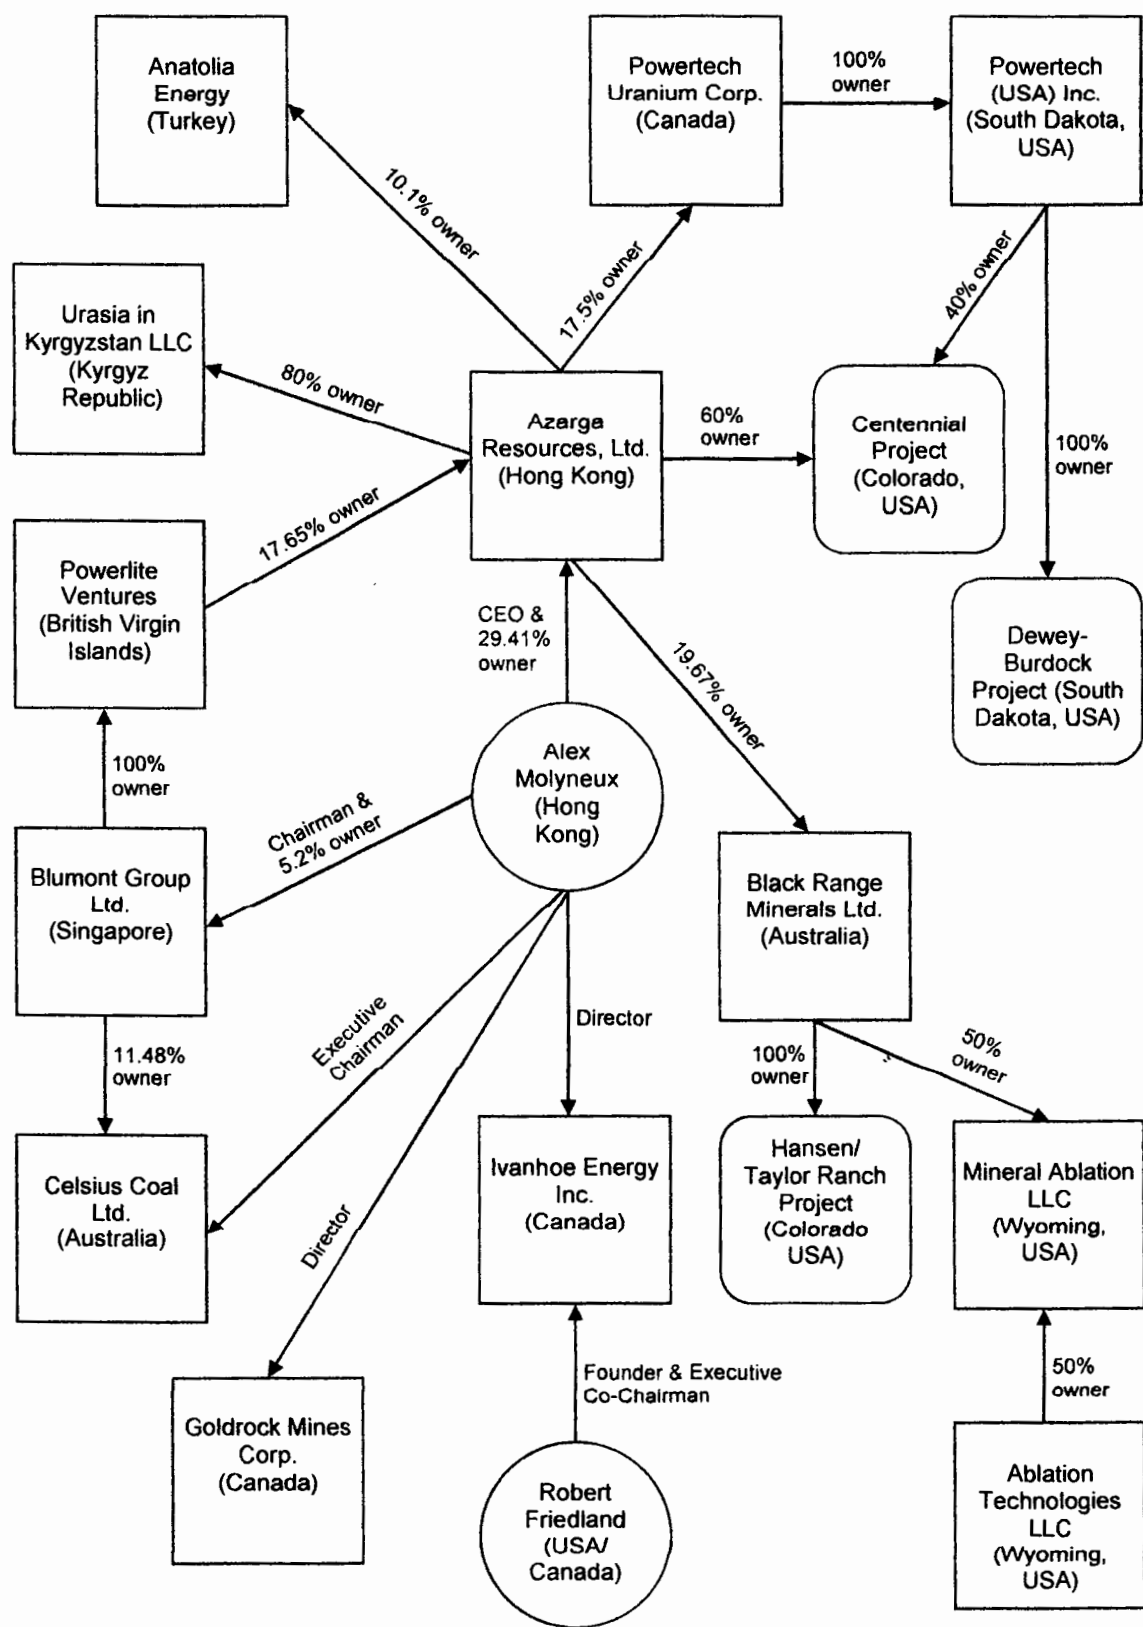 Anatolia
Energy
(Turkey)
Powertech
Uranium Corp.
(Canada)
100%
owner
Powertech
(USA) Inc.
(South Dakota,
USA)
10.1% owner
17.5% owner
40% owner
Urasia in
Kyrgyzstan LLC
(Kyrgyz
Republic)
80% owner
Azarga
Resources, Ltd.
(Hong Kong)
60%
owner
Centennial
Project
(Colorado,
USA)
100%
owner
17.65% owner
Powerlite
Ventures
(British Virgin
Islands)
CEO &
29.41%
owner
19.67% owner
Dewey-
Burdock
Project (South
Dakota, USA)
100%
owner
Chairman &
5.2% owner
Alex
Molyneux
(Hong
Kong)
Blumont Group
Ltd.
(Singapore)
Black Range
Minerals Ltd.
(Australia)
11.48%
owner
Executive
Chairman
Director
100%
owner
50%
owner
Celsius Coal
Ltd.
(Australia)
Director
Ivanhoe Energy
Inc.
(Canada)
Hansen/
Taylor Ranch
Project
(Colorado
USA)
Mineral Ablation
LLC
(Wyoming,
USA)
Founder & Executive
Co-Chairman
50%
owner
Goldrock Mines
Corp.
(Canada)
Robert
Friedland
(USA/
Canada)
Ablation
Technologies
LLC
(Wyoming,
USA)